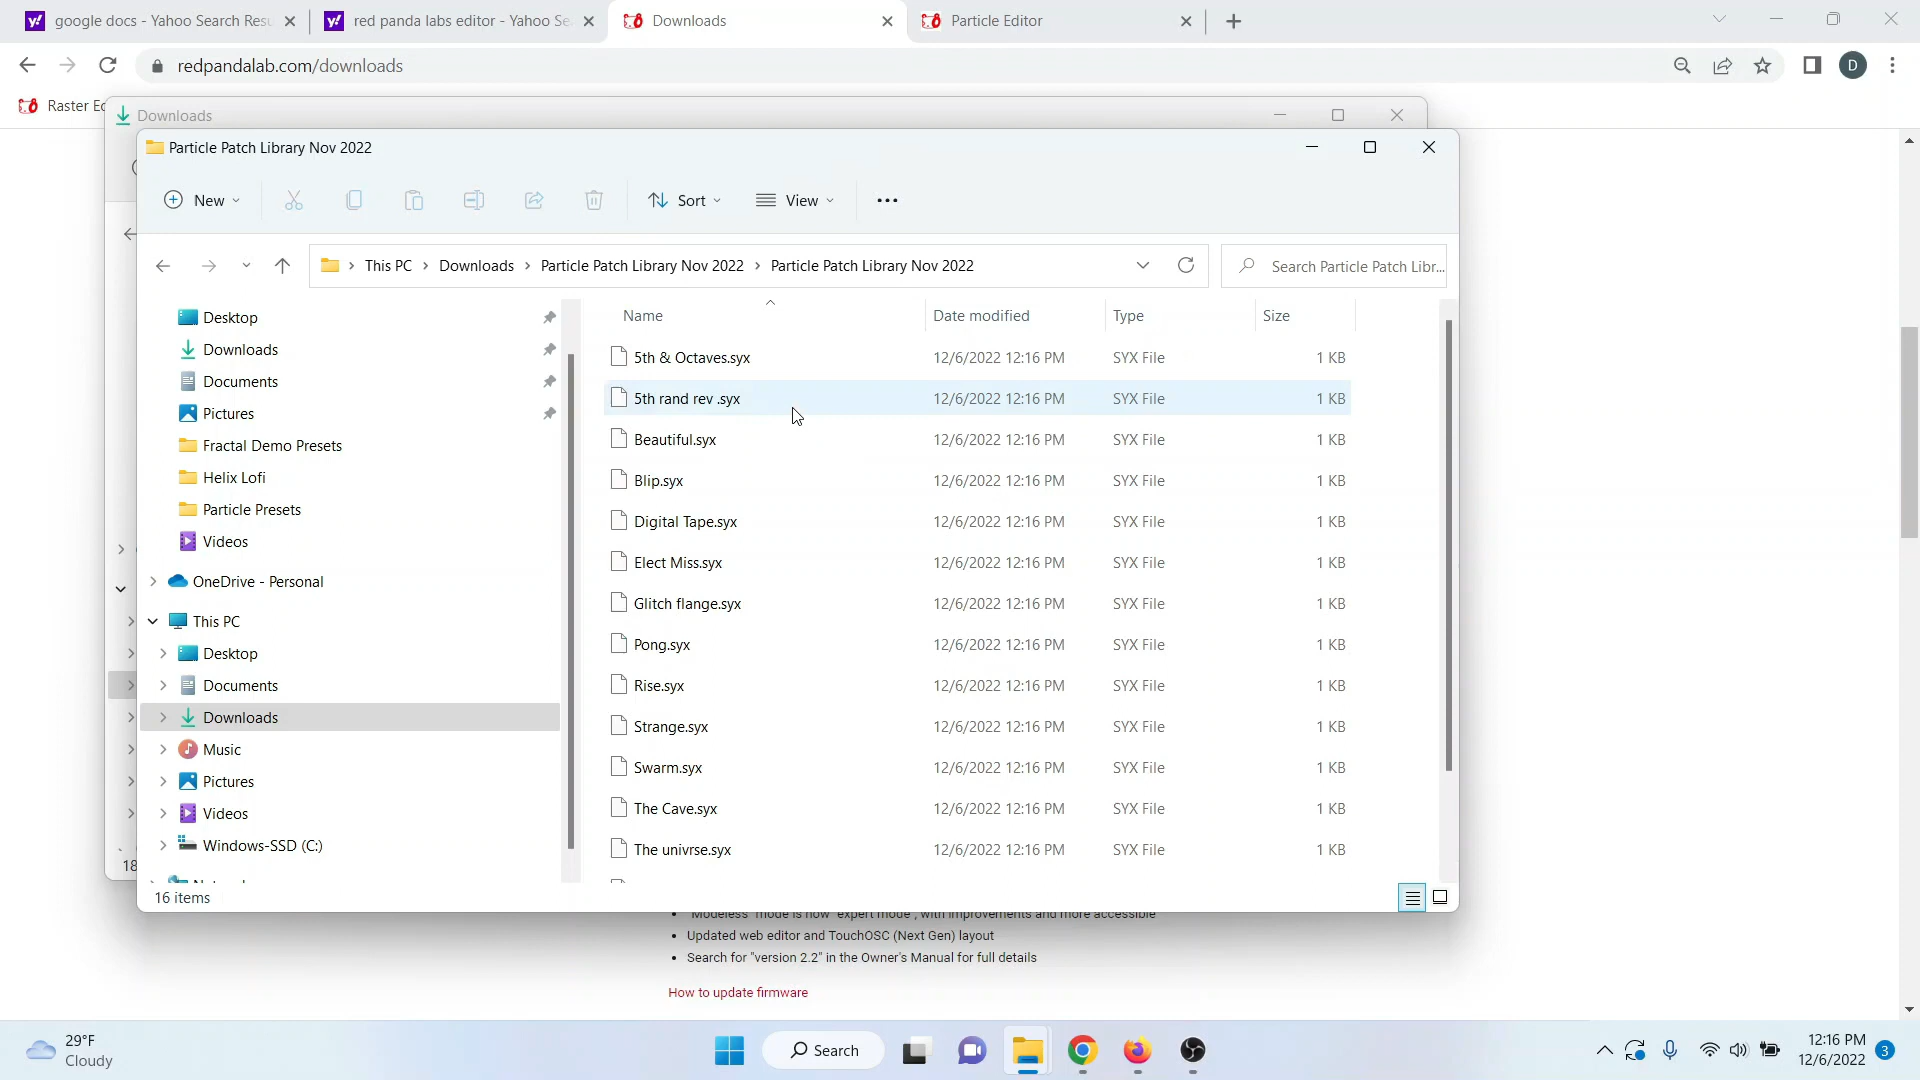 google docs - Yahoo Search Resu
red panda labs editor - Yahoo Se
Downloads
Particle Editor
redpandalab.com/downloads
D
Raster Ed
Downloads
Particle Patch Library Nov 2022
New
Sort
View
This PC > Downloads > Particle Patch Library Nov 2022 > Particle Patch Library Nov 2022
Search Particle Patch Libr...
Desktop
Downloads
Documents
Pictures
Fractal Demo Presets
Helix Lofi
Particle Presets
Videos
OneDrive - Personal
This PC
Desktop
Documents
Downloads
Music
Pictures
Videos
Windows-SSD (C:)
Name Date modified Type Size
5th & Octaves.syx 12/6/2022 12:16 PM SYX File 1 KB
5th rand rev .syx 12/6/2022 12:16 PM SYX File 1 KB
Beautiful.syx 12/6/2022 12:16 PM SYX File 1 KB
Blip.syx 12/6/2022 12:16 PM SYX File 1 KB
Digital Tape.syx 12/6/2022 12:16 PM SYX File 1 KB
Elect Miss.syx 12/6/2022 12:16 PM SYX File 1 KB
Glitch flange.syx 12/6/2022 12:16 PM SYX File 1 KB
Pong.syx 12/6/2022 12:16 PM SYX File 1 KB
Rise.syx 12/6/2022 12:16 PM SYX File 1 KB
Strange.syx 12/6/2022 12:16 PM SYX File 1 KB
Swarm.syx 12/6/2022 12:16 PM SYX File 1 KB
The Cave.syx 12/6/2022 12:16 PM SYX File 1 KB
The univrse.syx 12/6/2022 12:16 PM SYX File 1 KB
18
16 items
"Modeless" mode is now "expert mode", with improvements and more accessible
• Updated web editor and TouchOSC (Next Gen) layout
• Search for "version 2.2" in the Owner's Manual for full details
How to update firmware
29°F
Cloudy
Search
12:16 PM
12/6/2022
3